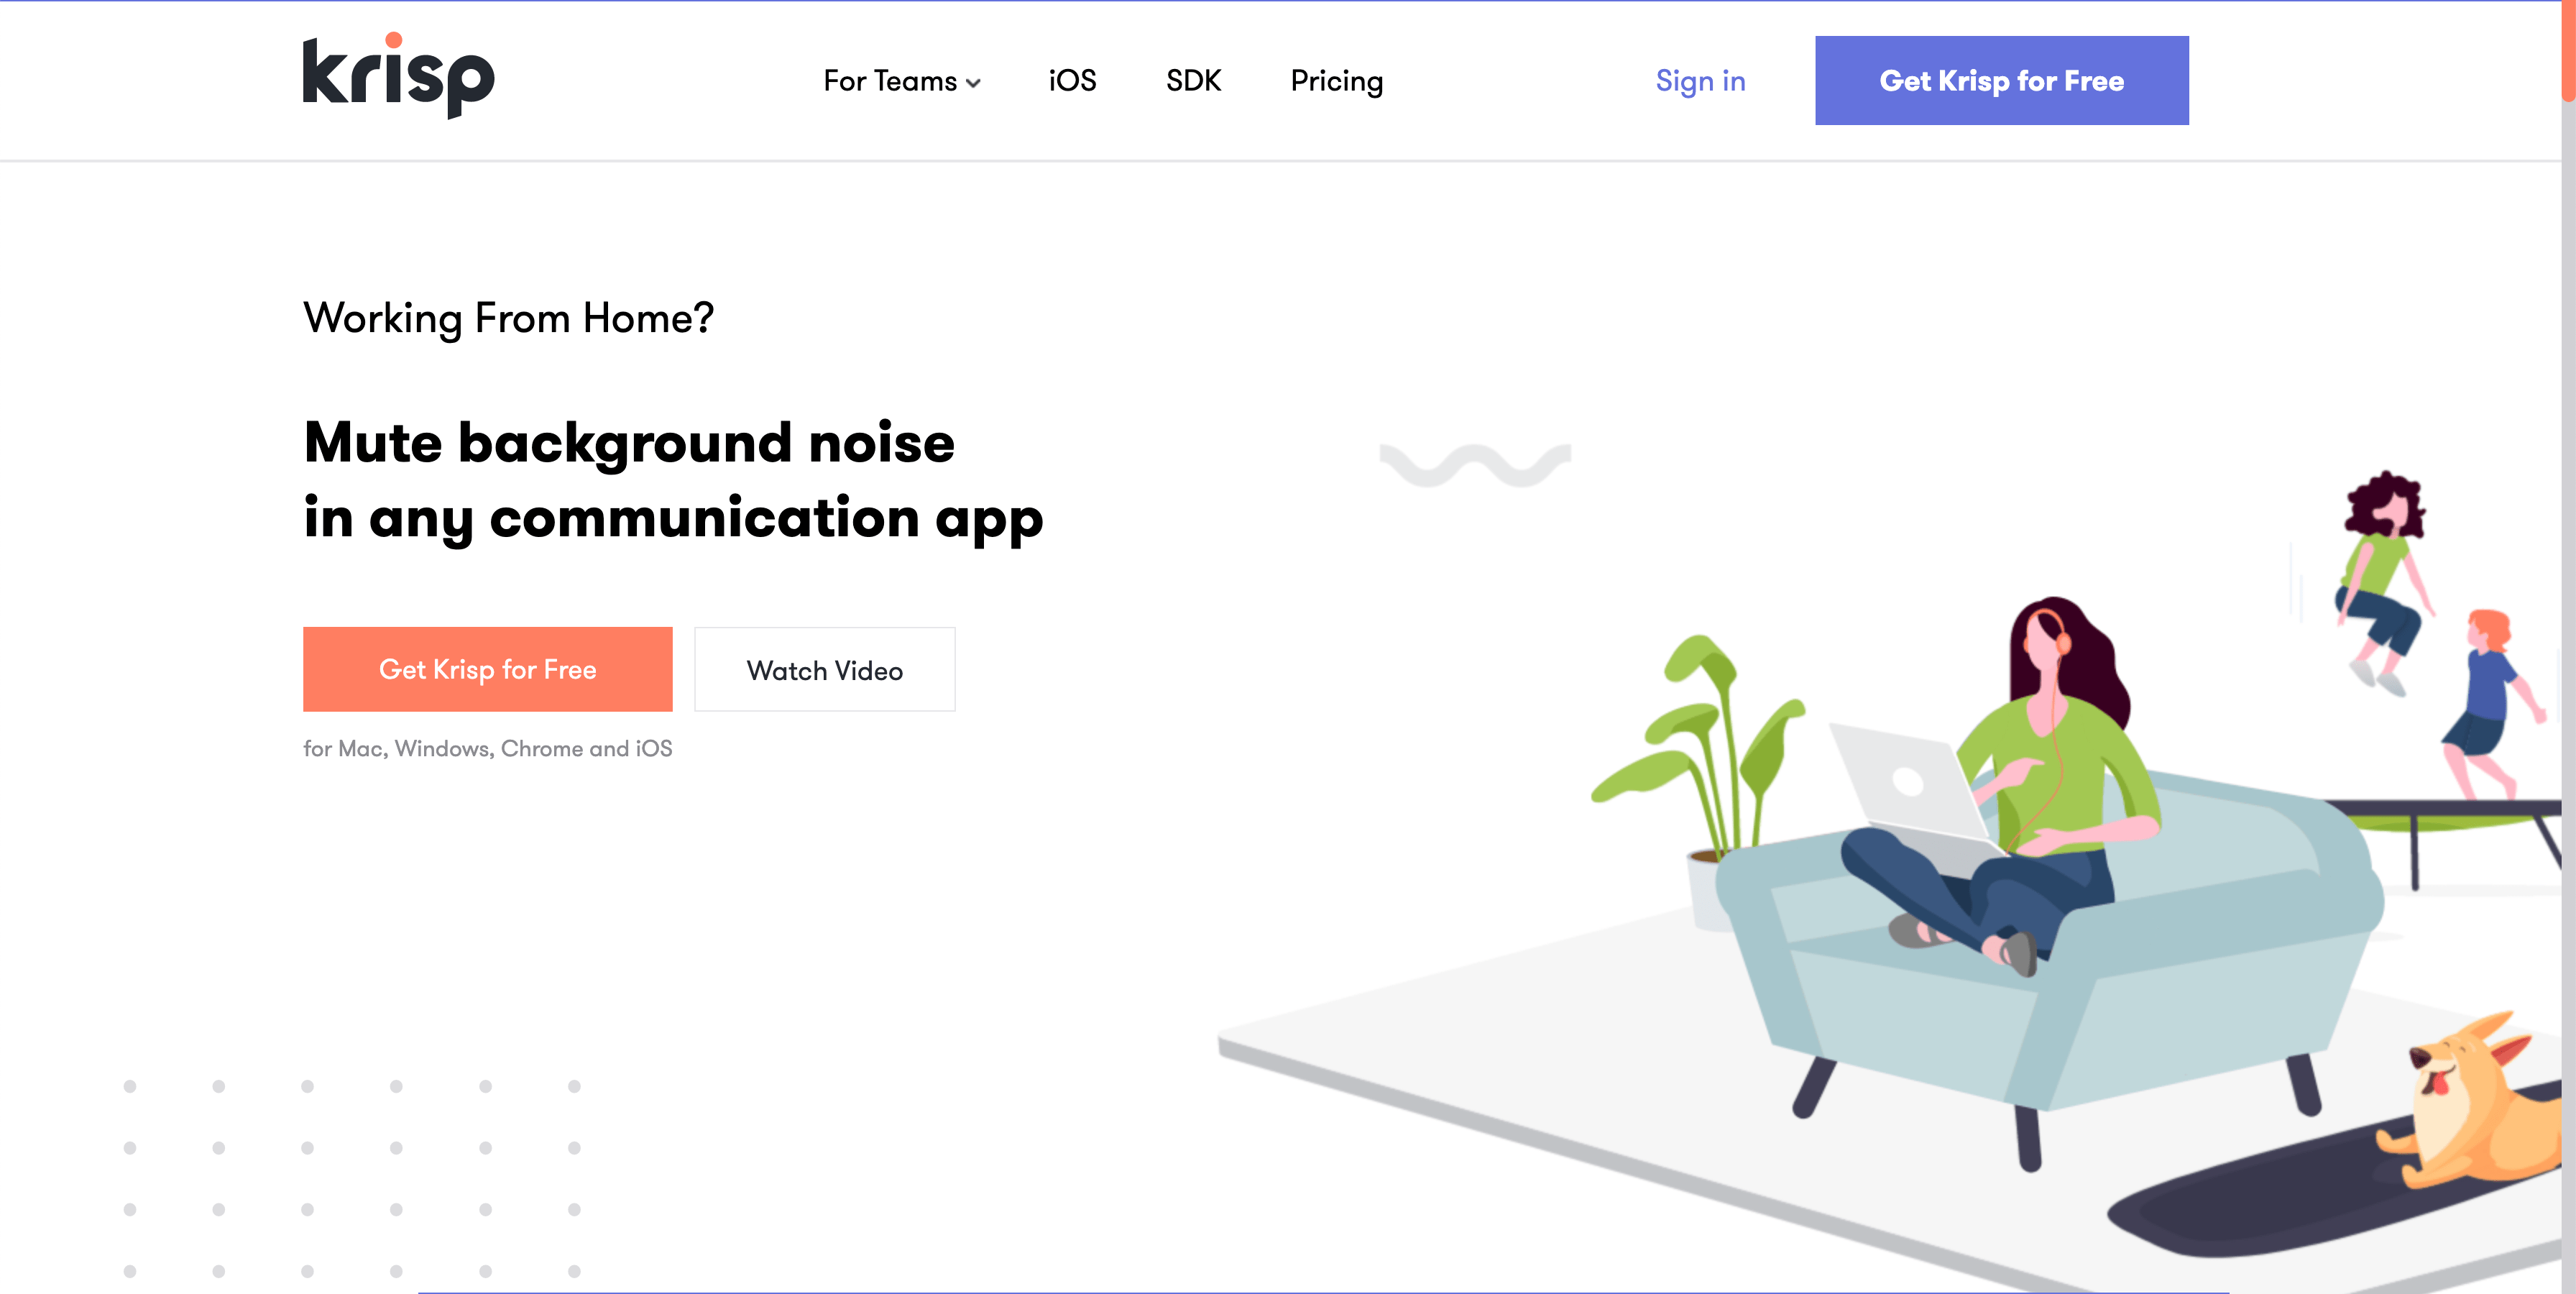 krisp
For Teams
iOS
SDK
Pricing
Sign in
Get Krisp for Free
Working From Home?
Mute background noise
in any communication app
Get Krisp for Free
Watch Video
for Mac, Windows, Chrome and iOS